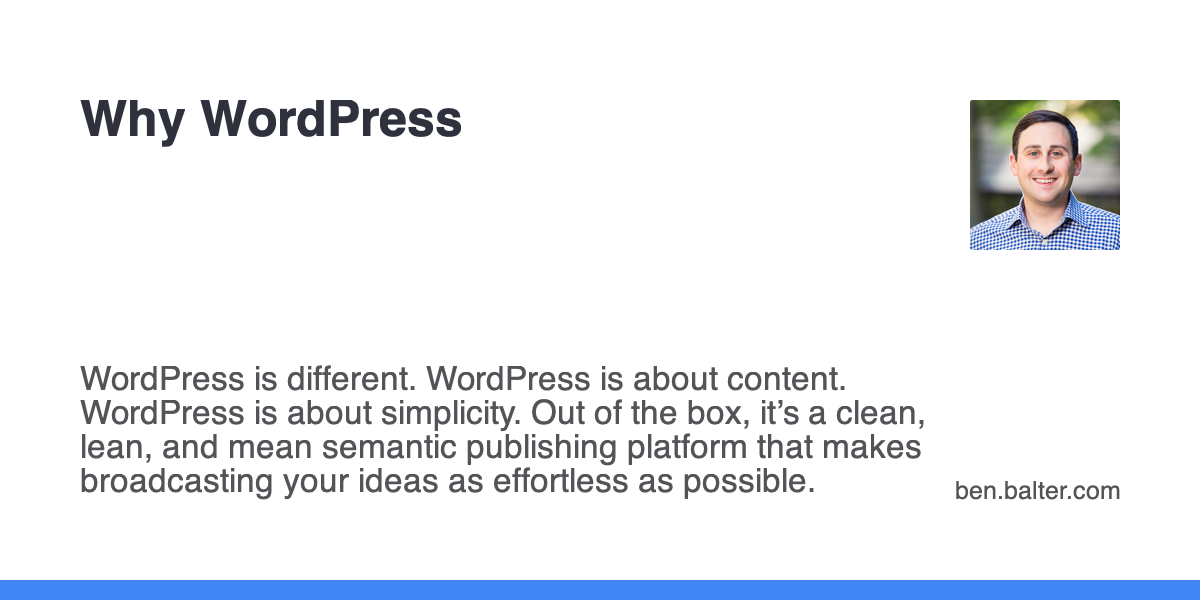 Why WordPress
WordPress is different. WordPress is about content.
WordPress is about simplicity. Out of the box, it’s a clean,
lean, and mean semantic publishing platform that makes
broadcasting your ideas as effortless as possible.
ben.balter.com